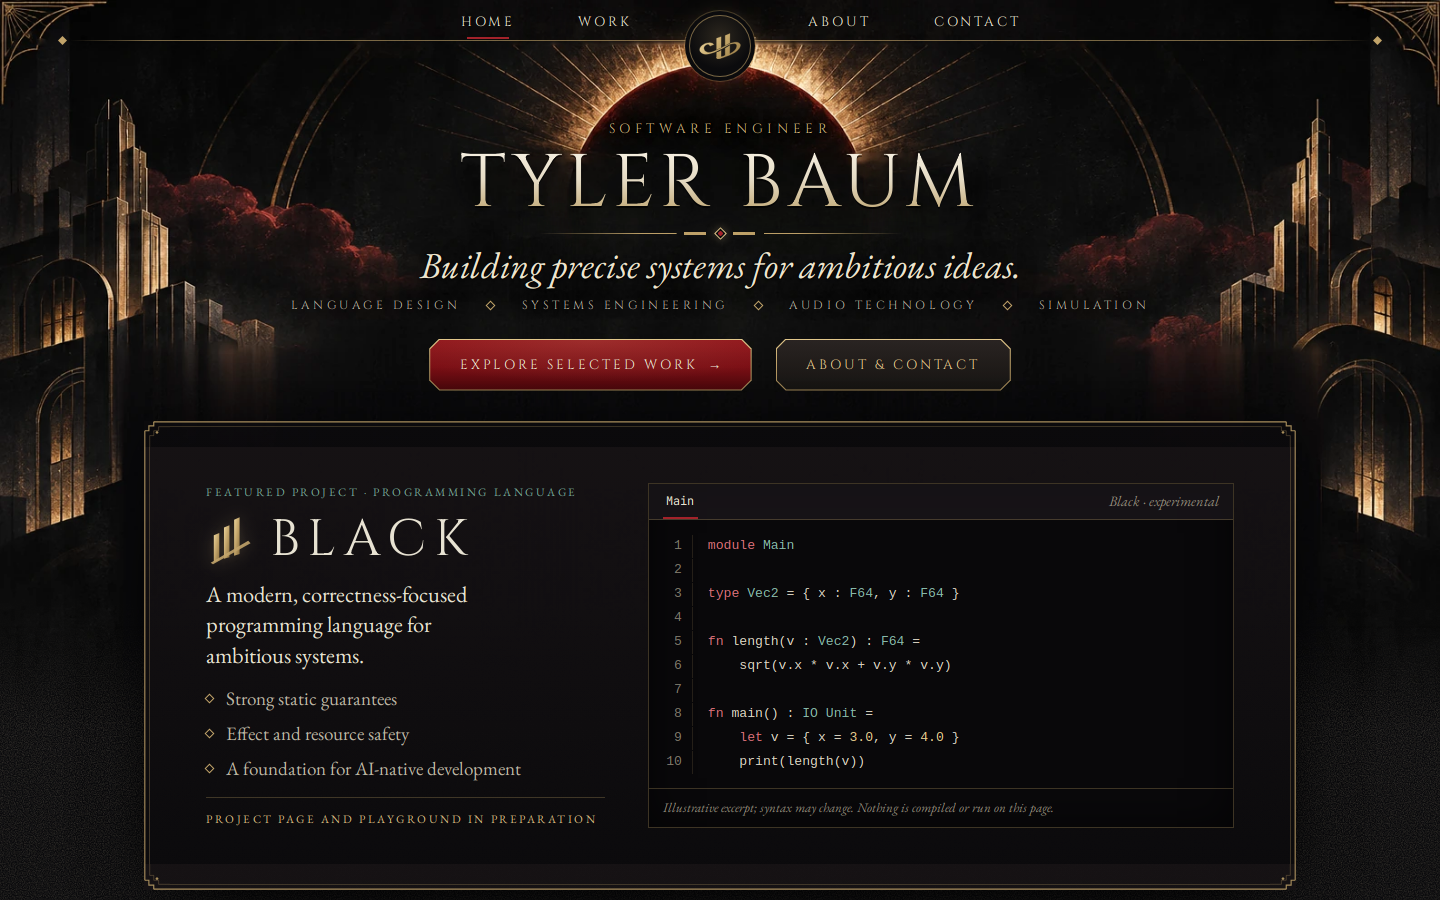 HOME WORK ABOUT CONTACT
SOFTWARE ENGINEER
TYLER BAUM
Building precise systems for ambitious ideas.
LANGUAGE DESIGN ◇ SYSTEMS ENGINEERING ◇ AUDIO TECHNOLOGY ◇ SIMULATION
EXPLORE SELECTED WORK →
ABOUT & CONTACT
FEATURED PROJECT · PROGRAMMING LANGUAGE
BLACK
A modern, correctness-focused
programming language for
ambitious systems.
◇ Strong static guarantees
◇ Effect and resource safety
◇ A foundation for AI-native development
PROJECT PAGE AND PLAYGROUND IN PREPARATION
Main
Black · experimental
1 module Main
2
3 type Vec2 = { x : F64, y : F64 }
4
5 fn length(v : Vec2) : F64 =
6     sqrt(v.x * v.x + v.y * v.y)
7
8 fn main() : IO Unit =
9     let v = { x = 3.0, y = 4.0 }
10     print(length(v))
Illustrative excerpt; syntax may change. Nothing is compiled or run on this page.